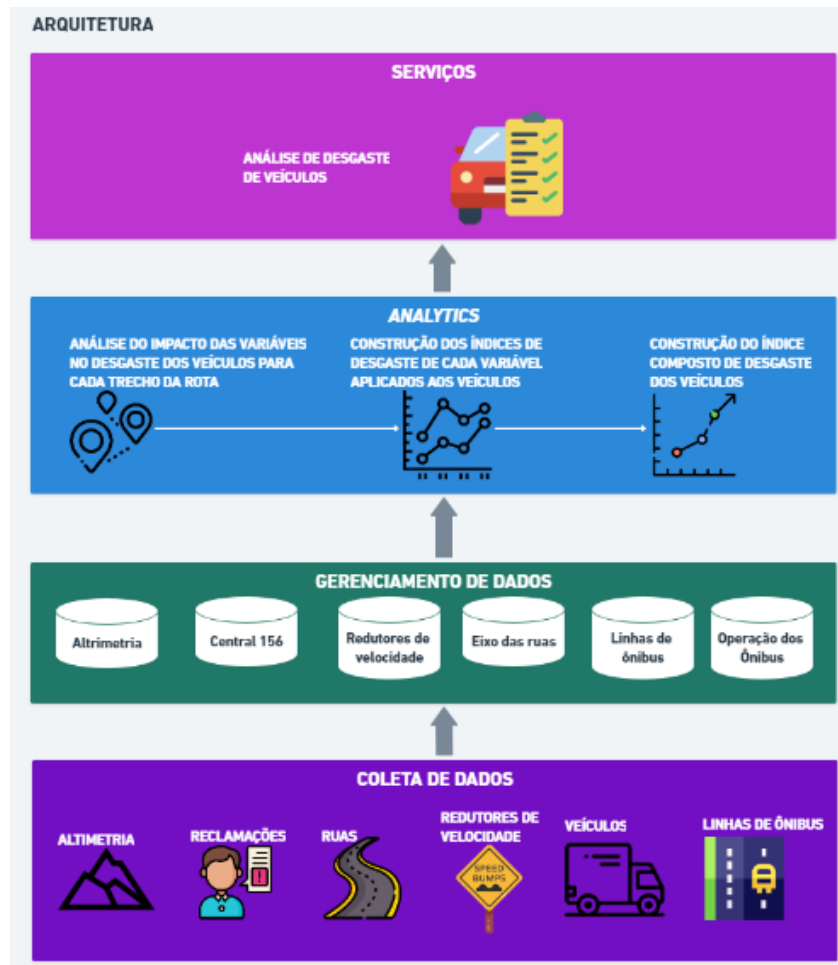 ARQUITETURA
SERVIÇOS
ANÁLISE DE DESGASTE
DE VEÍCULOS
ANALYTICS
ANÁLISE DO IMPACTO DAS VARIÁVEIS
NO DESGASTE DOS VEÍCULOS PARA
CADA TRECHO DA ROTA
CONSTRUÇÃO DOS ÍNDICES DE
DESGASTE DE CADA VARIÁVEL
APLICADOS AOS VEÍCULOS
CONSTRUÇÃO DO ÍNDICE
COMPOSTO DE DESGASTE
DOS VEÍCULOS
GERENCIAMENTO DE DADOS
Altrimetria
Central 156
Redutores de
velocidade
Eixo das ruas
Linhas de
ônibus
Operação dos
Ônibus
COLETA DE DADOS
ALTIMETRIA
RECLAMAÇÕES
RUAS
REDUTORES DE
VELOCIDADE
SPEED
BUMPS
VEÍCULOS
LINHAS DE ÔNIBUS